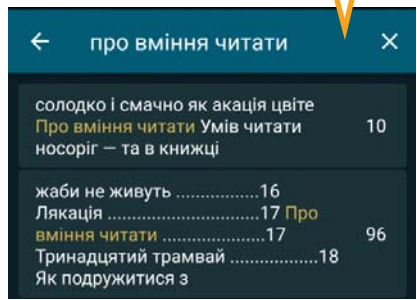 про вміння читати
солодко і смачно як акація цвіте
Про вміння читати Умів читати
носоріг — та в книжці
10
жаби не живуть .................16
Лякація ..............................17 Про
вміння читати ....................17
Тринадцятий трамвай ..................18
Як подружитися з
96